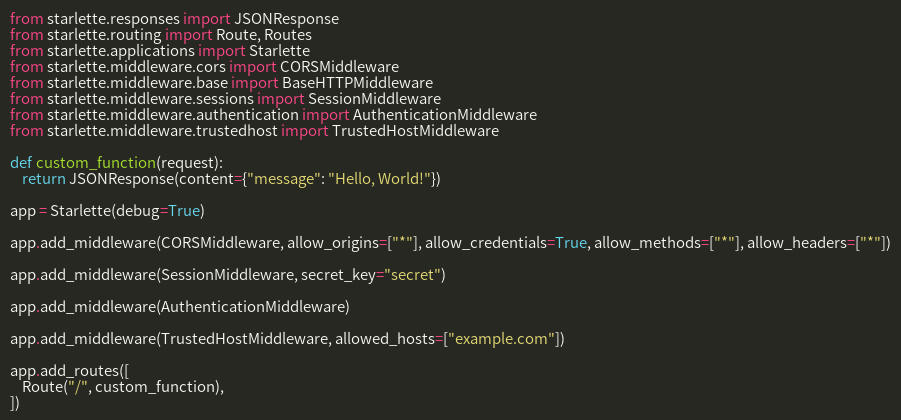 from starlette.responses import JSONResponse
from starlette.routing import Route, Routes
from starlette.applications import Starlette
from starlette.middleware.cors import CORSMiddleware
from starlette.middleware.base import BaseHTTPMiddleware
from starlette.middleware.sessions import SessionMiddleware
from starlette.middleware.authentication import AuthenticationMiddleware
from starlette.middleware.trustedhost import TrustedHostMiddleware

def custom_function(request):
    return JSONResponse(content={"message": "Hello, World!"})

app = Starlette(debug=True)

app.add_middleware(CORSMiddleware, allow_origins=["*"], allow_credentials=True, allow_methods=["*"], allow_headers=["*"])

app.add_middleware(SessionMiddleware, secret_key="secret")

app.add_middleware(AuthenticationMiddleware)

app.add_middleware(TrustedHostMiddleware, allowed_hosts=["example.com"])

app.add_routes([
    Route("/", custom_function),
])